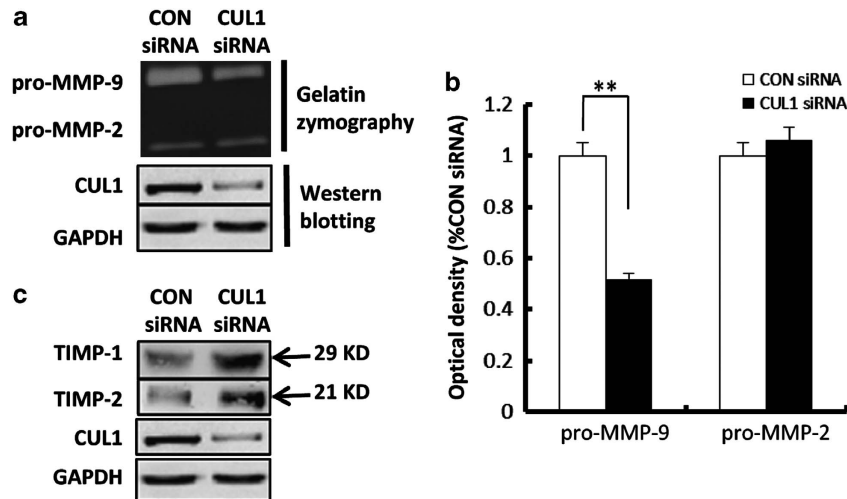 a
CON siRNA
CUL1 siRNA
pro-MMP-9
pro-MMP-2
Gelatin zymography
CUL1
GAPDH
Western blotting
b
Optical density (%CON siRNA)
1.2
1
0.8
0.6
0.4
0.2
0
**
CON siRNA
CUL1 siRNA
pro-MMP-9
pro-MMP-2
c
CON siRNA
CUL1 siRNA
TIMP-1
29 KD
TIMP-2
21 KD
CUL1
GAPDH